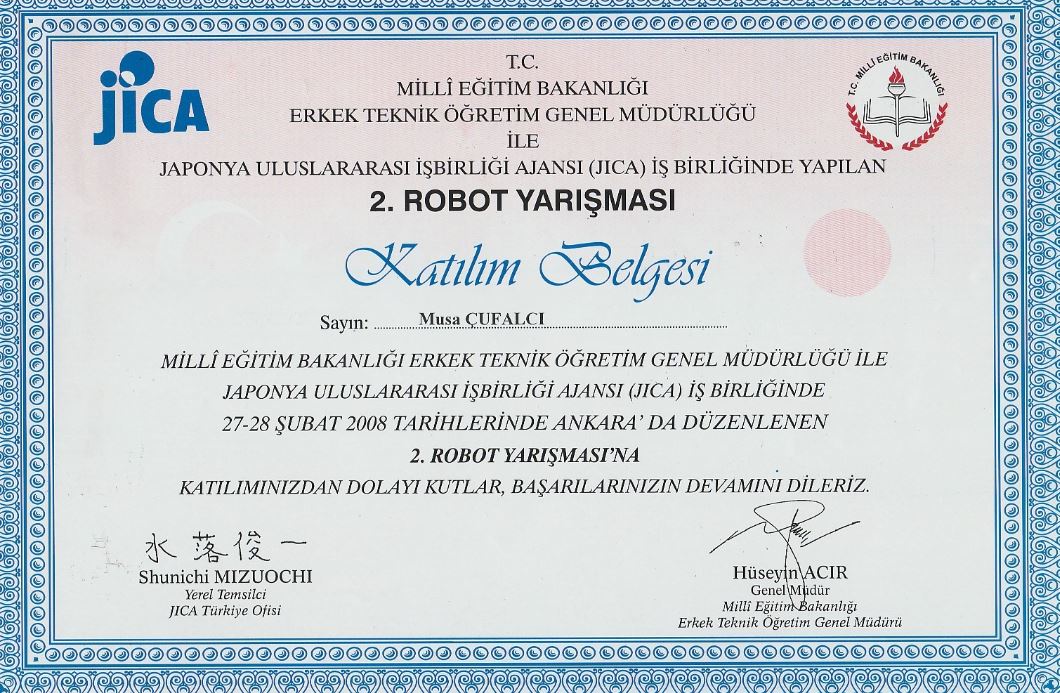 JICA
T.C. MİLLÎ EĞİTİM BAKANLIĞI
T.C.
MİLLÎ EĞİTİM BAKANLIĞI
ERKEK TEKNİK ÖĞRETİM GENEL MÜDÜRLÜĞÜ
İLE
JAPONYA ULUSLARARASI İŞBİRLİĞİ AJANSI (JICA) İŞ BİRLİĞİNDE YAPILAN
2. ROBOT YARIŞMASI
Katılım Belgesi
Sayın: Musa ÇUFALCI
MİLLÎ EĞİTİM BAKANLIĞI ERKEK TEKNİK ÖĞRETİM GENEL MÜDÜRLÜĞÜ İLE
JAPONYA ULUSLARARASI İŞBİRLİĞİ AJANSI (JICA) İŞ BİRLİĞİNDE
27-28 ŞUBAT 2008 TARİHLERİNDE ANKARA’ DA DÜZENLENEN
2. ROBOT YARIŞMASI’NA
KATILIMINIZDAN DOLAYI KUTLAR, BAŞARILARINIZIN DEVAMINI DİLERİZ.
水落俊一
Shunichi MIZUOCHI
Yerel Temsilci
JICA Türkiye Ofisi
Hüseyin ACIR
Genel Müdür
Millî Eğitim Bakanlığı
Erkek Teknik Öğretim Genel Müdürü